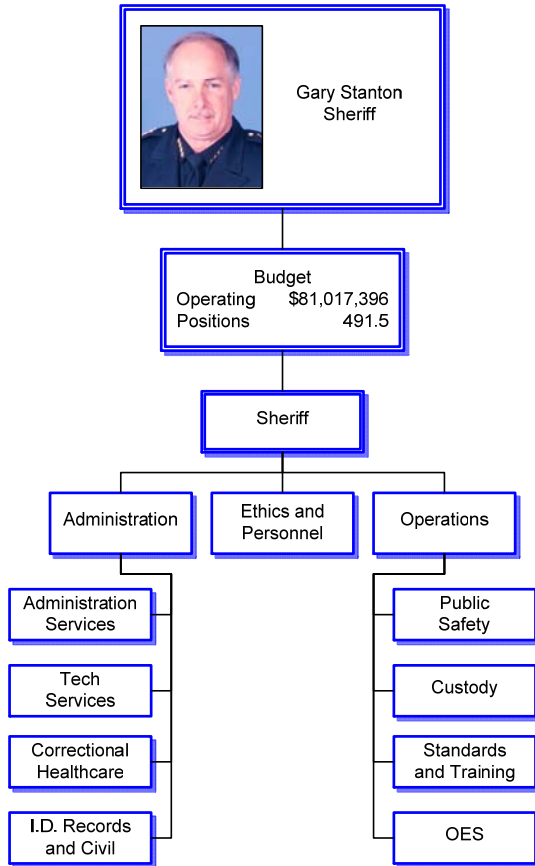 Gary Stanton
Sheriff
Budget
Operating $81,017,396
Positions 491.5
Sheriff
Administration
Ethics and
Personnel
Operations
Administration
Services
Tech
Services
Correctional
Healthcare
I.D. Records
and Civil
Public
Safety
Custody
Standards
and Training
OES